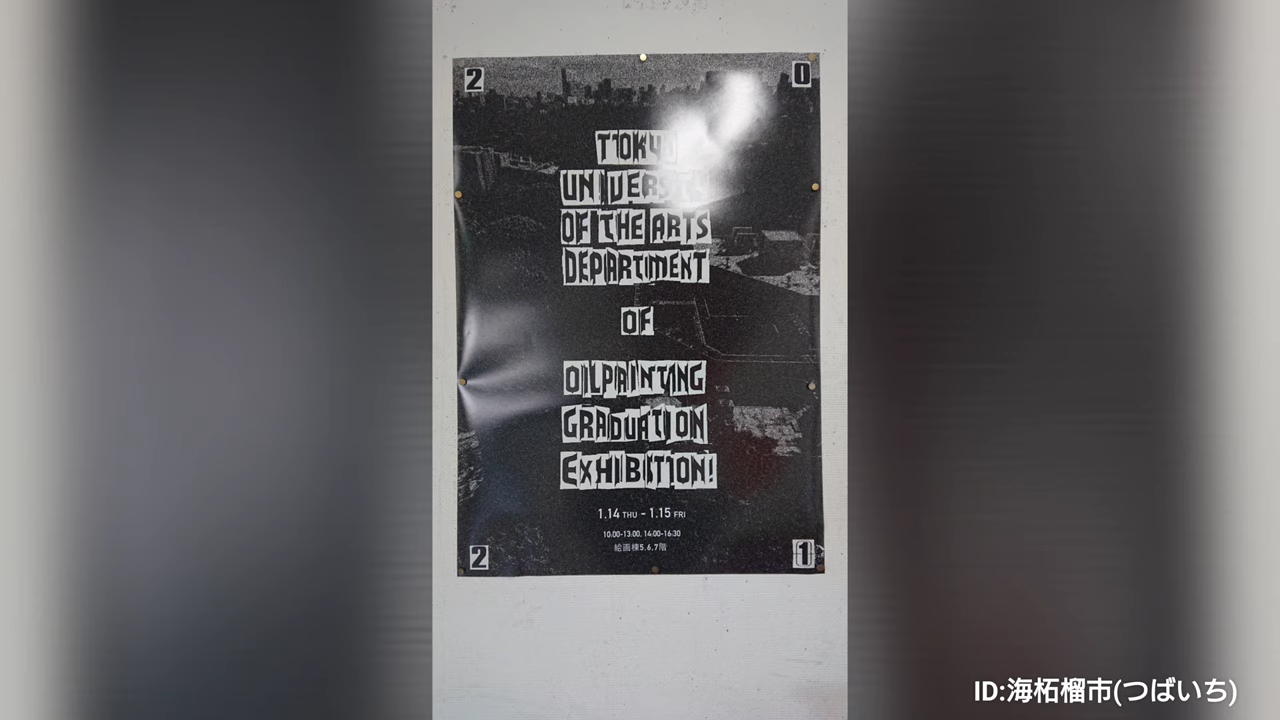 2 0
TOKYO
UNIVERSITY
OF THE ARTS
DEPARTMENT
OF
OILPAINTING
GRADUATION
EXHIBITION!
1.14 THU - 1.15 FRI
10:00-13:00, 14:00-16:30
絵画棟5.6.7階
2 1
ID:海柘榴市(つばいち)